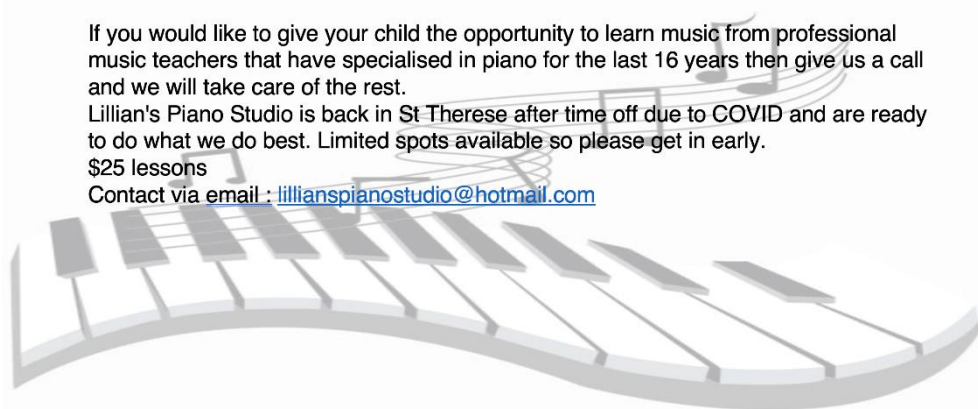 If you would like to give your child the opportunity to learn music from professional
music teachers that have specialised in piano for the last 16 years then give us a call
and we will take care of the rest.
Lillian's Piano Studio is back in St Therese after time off due to COVID and are ready
to do what we do best. Limited spots available so please get in early.
$25 lessons
Contact via email : lillianspianostudio@hotmail.com